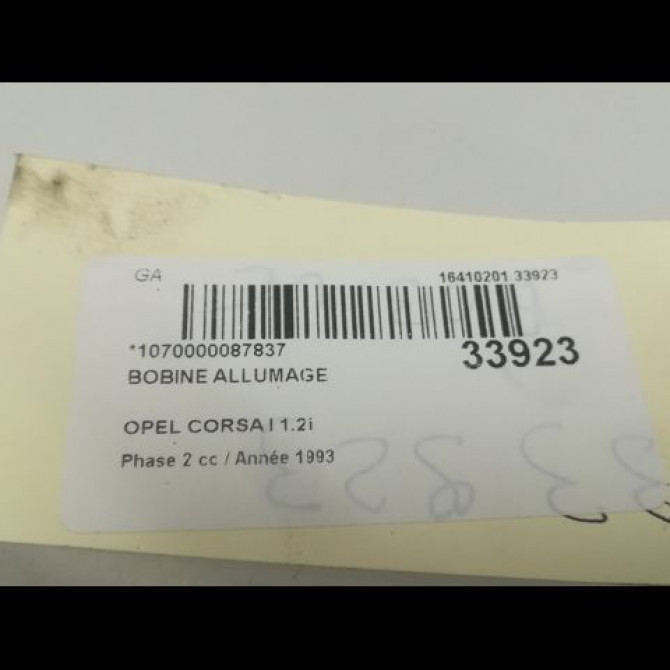 GA 16410201 33923
*1070000087837 33923
BOBINE ALLUMAGE
OPEL CORSA I 1.2i
Phase 2 cc / Année 1993